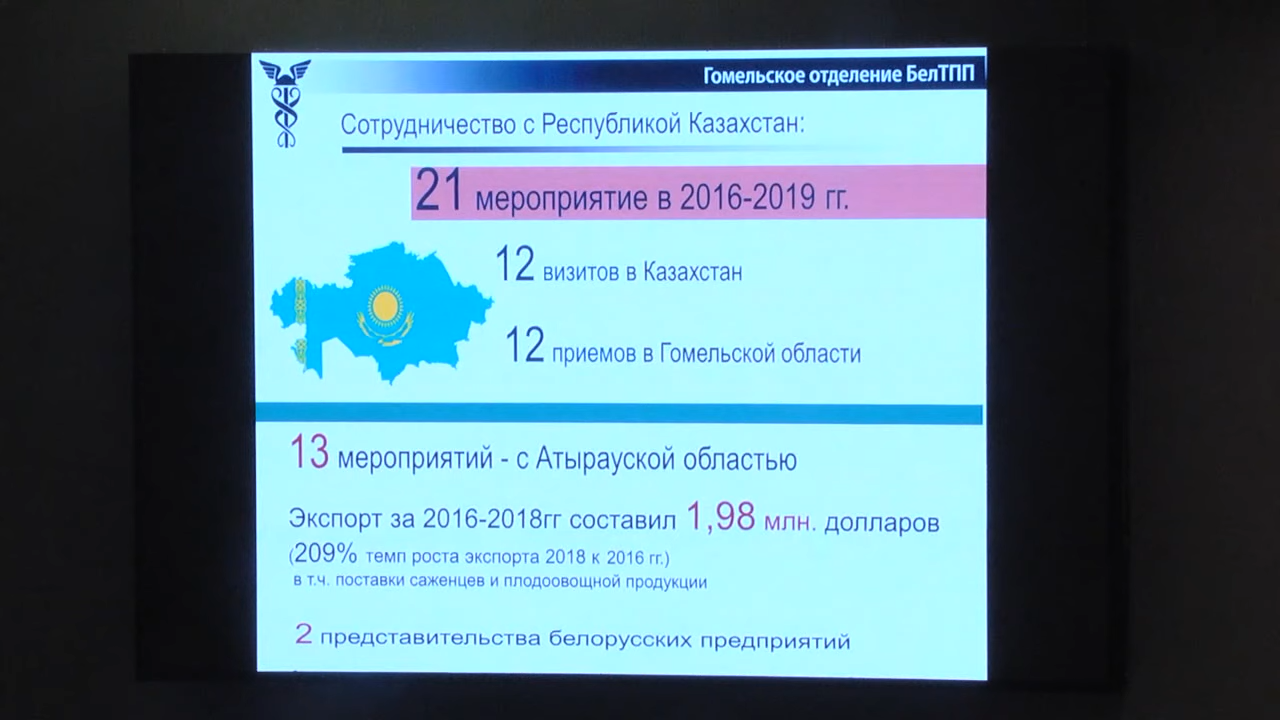 Гомельское отделение БелТПП
Сотрудничество с Республикой Казахстан:
21 мероприятие в 2016-2019 гг.
12 визитов в Казахстан
12 приемов в Гомельской области
13 мероприятий - с Атырауской областью
Экспорт за 2016-2018гг составил 1,98 млн. долларов
(209% темп роста экспорта 2018 к 2016 гг.)
в т.ч. поставки саженцев и плодоовощной продукции
2 представительства белорусских предприятий